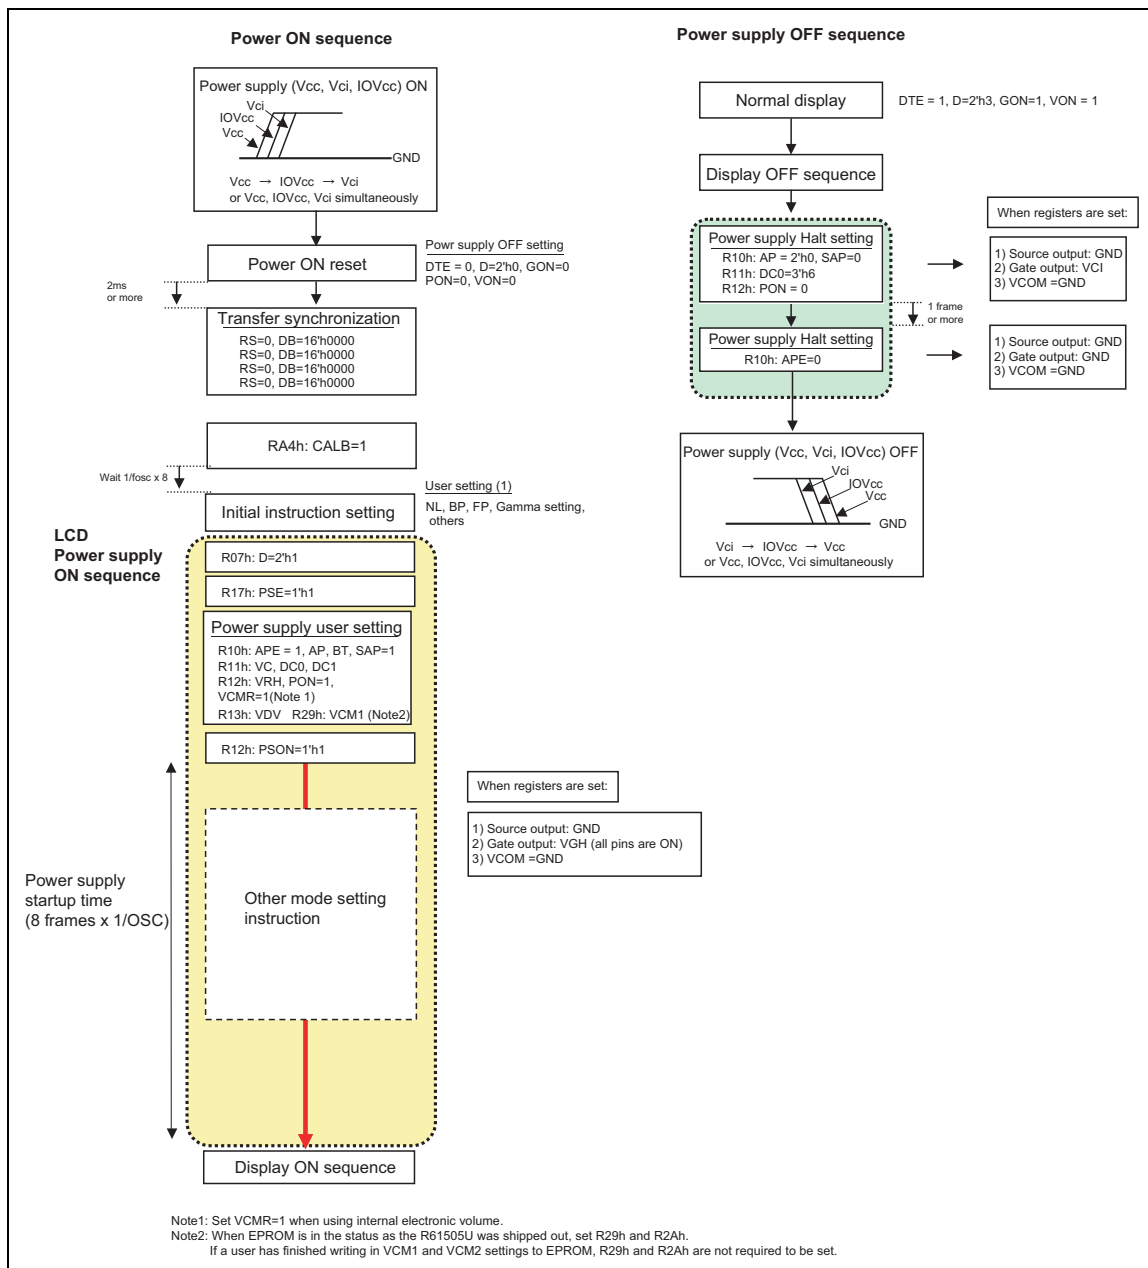 Power ON sequence
Power supply (Vcc, Vci, IOVcc) ON
Vci
IOVcc
Vcc
GND
Vcc → IOVcc → Vci
or Vcc, IOVcc, Vci simultaneously
Power ON reset
Powr supply OFF setting
DTE = 0, D=2'h0, GON=0
PON=0, VON=0
2ms
or more
Transfer synchronization
RS=0, DB=16'h0000
RS=0, DB=16'h0000
RS=0, DB=16'h0000
RS=0, DB=16'h0000
RA4h: CALB=1
Wait 1/fosc x 8
User setting (1)
NL, BP, FP, Gamma setting,
others
Initial instruction setting
LCD
Power supply
ON sequence
R07h: D=2'h1
R17h: PSE=1'h1
Power supply user setting
R10h: APE = 1, AP, BT, SAP=1
R11h: VC, DC0, DC1
R12h: VRH, PON=1,
VCMR=1(Note 1)
R13h: VDV R29h: VCM1 (Note2)
R12h: PSON=1'h1
When registers are set:
1) Source output: GND
2) Gate output: VGH (all pins are ON)
3) VCOM =GND
Power supply
startup time
(8 frames x 1/OSC)
Other mode setting
instruction
Display ON sequence
Power supply OFF sequence
Normal display
DTE = 1, D=2'h3, GON=1, VON = 1
Display OFF sequence
When registers are set:
Power supply Halt setting
R10h: AP = 2'h0, SAP=0
R11h: DC0=3'h6
R12h: PON = 0
1) Source output: GND
2) Gate output: VCI
3) VCOM =GND
1 frame
or more
Power supply Halt setting
R10h: APE=0
1) Source output: GND
2) Gate output: GND
3) VCOM =GND
Power supply (Vcc, Vci, IOVcc) OFF
Vci
IOVcc
Vcc
GND
Vci → IOVcc → Vcc
or Vcc, IOVcc, Vci simultaneously
Note1: Set VCMR=1 when using internal electronic volume.
Note2: When EPROM is in the status as the R61505U was shipped out, set R29h and R2Ah.
If a user has finished writing in VCM1 and VCM2 settings to EPROM, R29h and R2Ah are not required to be set.